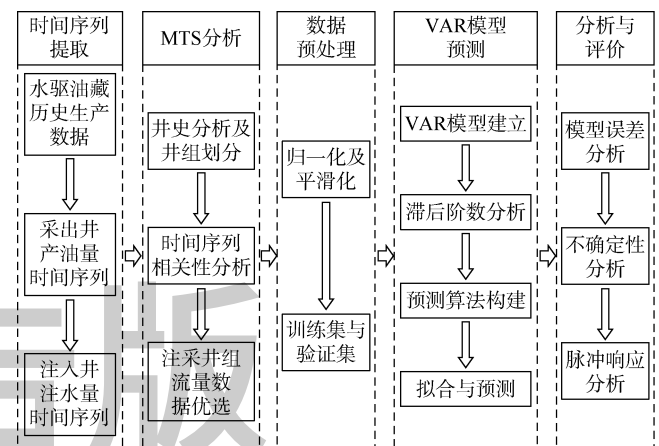 时间序列
提取
MTS分析
数据
预处理
VAR模型
预测
分析与
评价
水驱油藏
历史生产
数据
采出井
产油量
时间序列
注入井
注水量
时间序列
井史分析及
井组划分
时间序列
相关性分析
注采井组
流量数
据优选
归一化及
平滑化
训练集与
验证集
VAR模型建立
滞后阶数分析
预测算法构建
拟合与预测
模型误差
分析
不确定性
分析
脉冲响应
分析
版